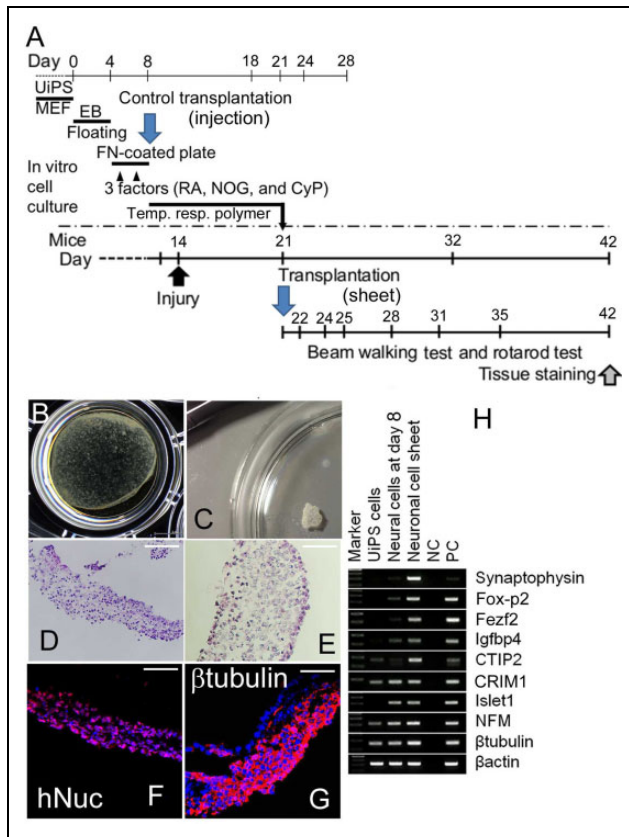 A
Day 0 4 8 18 21 24 28
UiPS
MEF
EB
Floating
Control transplantation
(injection)
FN-coated plate
In vitro
cell
culture
3 factors (RA, NOG, and CyP)
Temp. resp. polymer
Mice 14 21 32 42
Day
Injury
Transplantation
(sheet)
22 24 25 28 31 35 42
Beam walking test and rotarod test
Tissue staining
B
C
D
E
hNuc F
βtubulin
G
H
Marker
UiPS cells
Neural cells at day 8
Neuronal cell sheet
NC
PC
Synaptophysin
Fox-p2
Fezf2
Igfbp4
CTIP2
CRIM1
Islet1
NFM
βtubulin
βactin